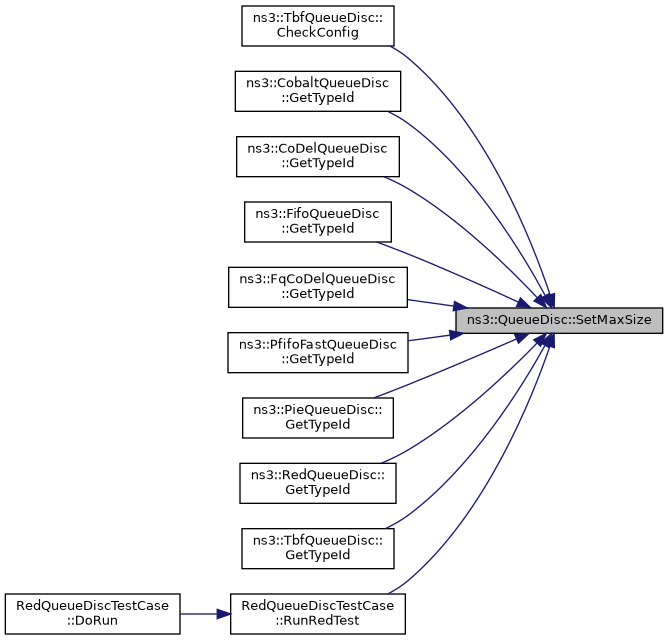 ns3::TbfQueueDisc::
CheckConfig
ns3::CobaltQueueDisc
::GetTypeId
ns3::CoDelQueueDisc
::GetTypeId
ns3::FifoQueueDisc
::GetTypeId
ns3::FqCoDelQueueDisc
::GetTypeId
ns3::QueueDisc::SetMaxSize
ns3::PfifoFastQueueDisc
::GetTypeId
ns3::PieQueueDisc::
GetTypeId
ns3::RedQueueDisc::
GetTypeId
ns3::TbfQueueDisc::
GetTypeId
RedQueueDiscTestCase
::DoRun
RedQueueDiscTestCase
::RunRedTest